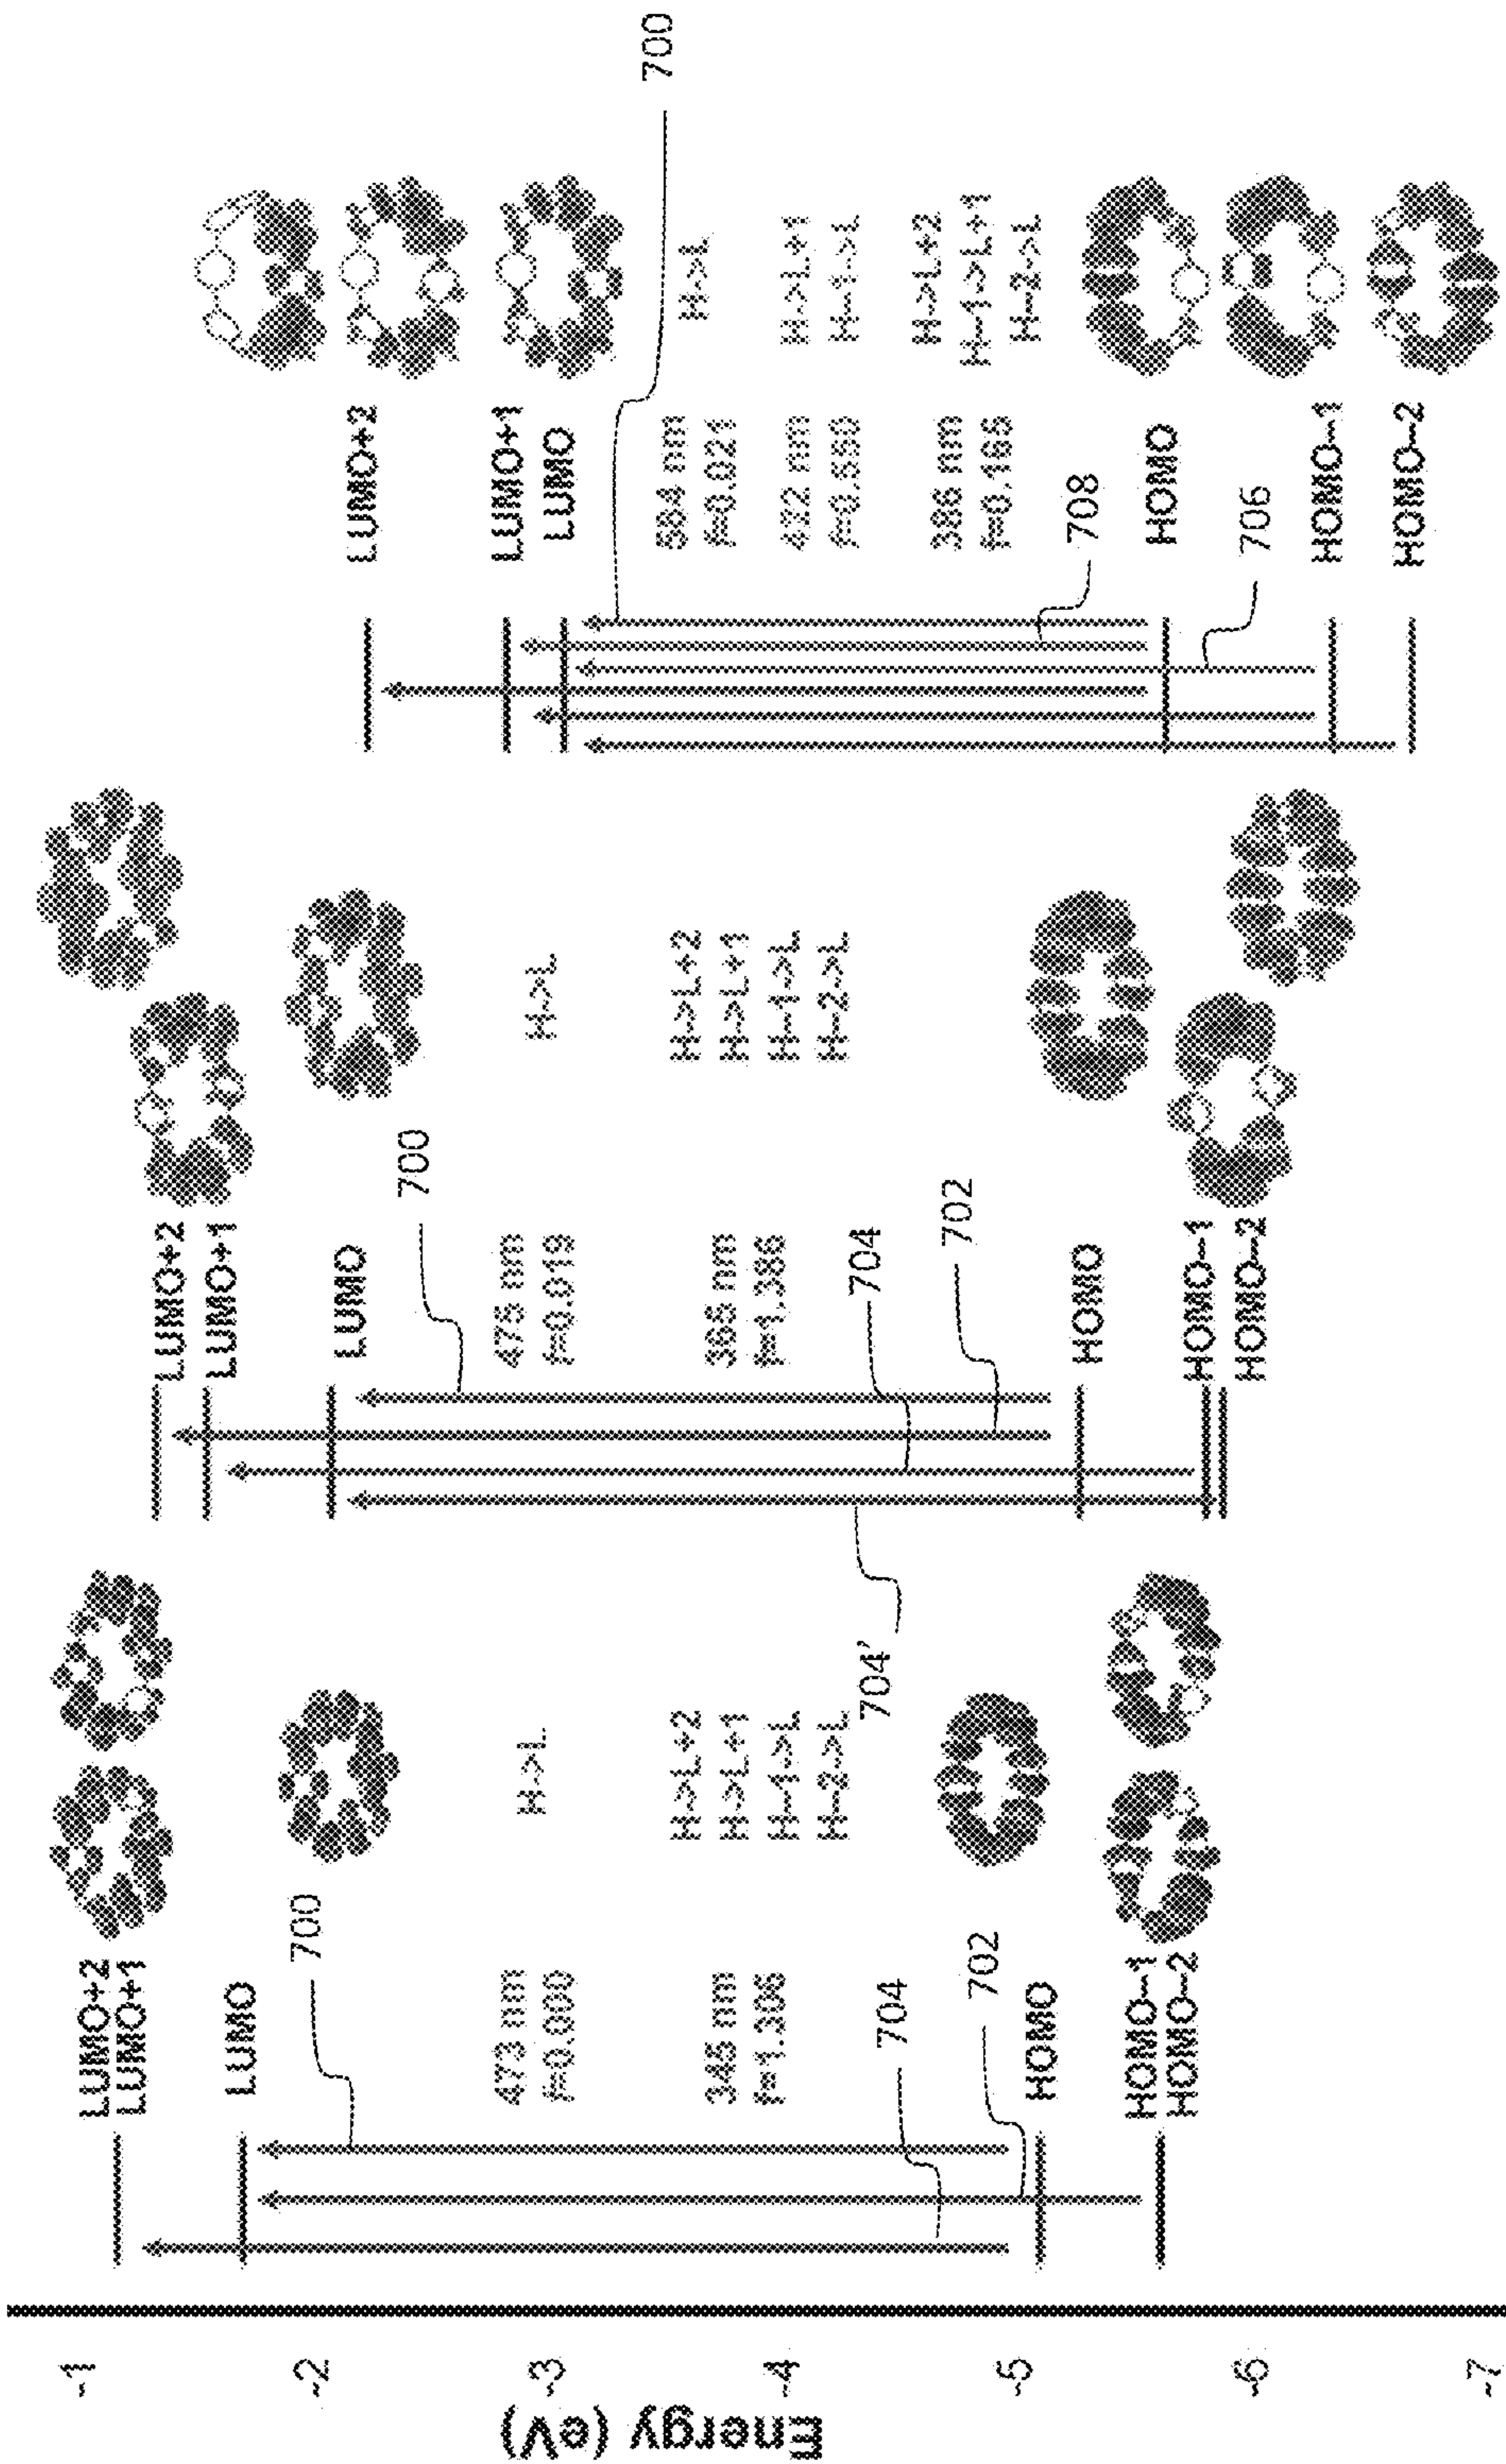 Energy (eV)
-1
-2
-3
-4
-5
-6
-7
LUMO+2
LUMO+1
LUMO
700
473 nm
f=0.000
H->L
345 nm
f=1.306
H->L+2
H->L+1
H-1->L
H-2->L
704
702
HOMO
HOMO-1
HOMO-2
LUMO+2
LUMO+1
LUMO
700
475 nm
f=0.019
H->L
365 nm
f=1.386
H->L+2
H->L+1
H-1->L
H-2->L
704
704'
702
HOMO
HOMO-1
HOMO-2
700
LUMO+2
LUMO+1
LUMO
584 nm
f=0.021
H->L
422 nm
H->L+1
H-1->L
386 nm
f=0.165
H->L+2
H-1->L+1
H-2->L
708
HOMO
706
HOMO-1
HOMO-2